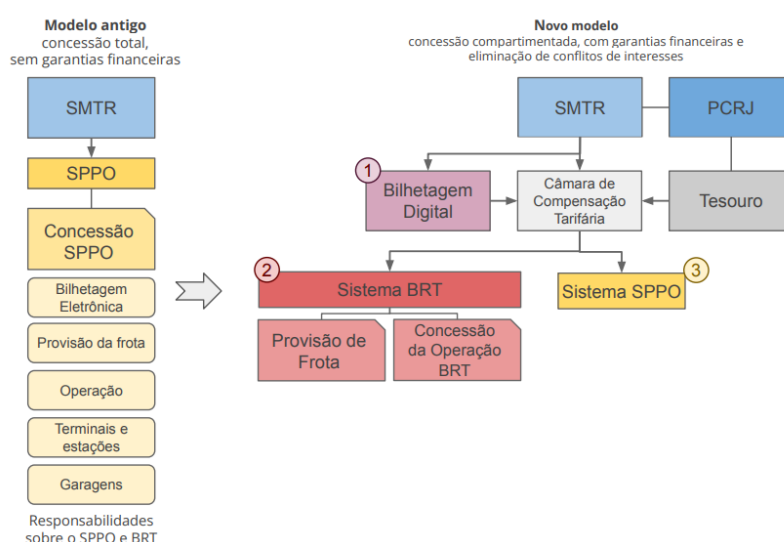 Modelo antigo
concessão total,
sem garantias financeiras
SMTR
SPPO
Concessão
SPPO
Bilhetagem
Eletrônica
Provisão da frota
Operação
Terminais e
estações
Garagens
Responsabilidades
sobre o SPPO e BRT
Novo modelo
concessão compartimentada, com garantias financeiras e
eliminação de conflitos de interesses
SMTR
PCRJ
1
Bilhetagem
Digital
Câmara de
Compensação
Tarifária
Tesouro
2
Sistema BRT
3
Sistema SPPO
Provisão de
Frota
Concessão
da Operação
BRT